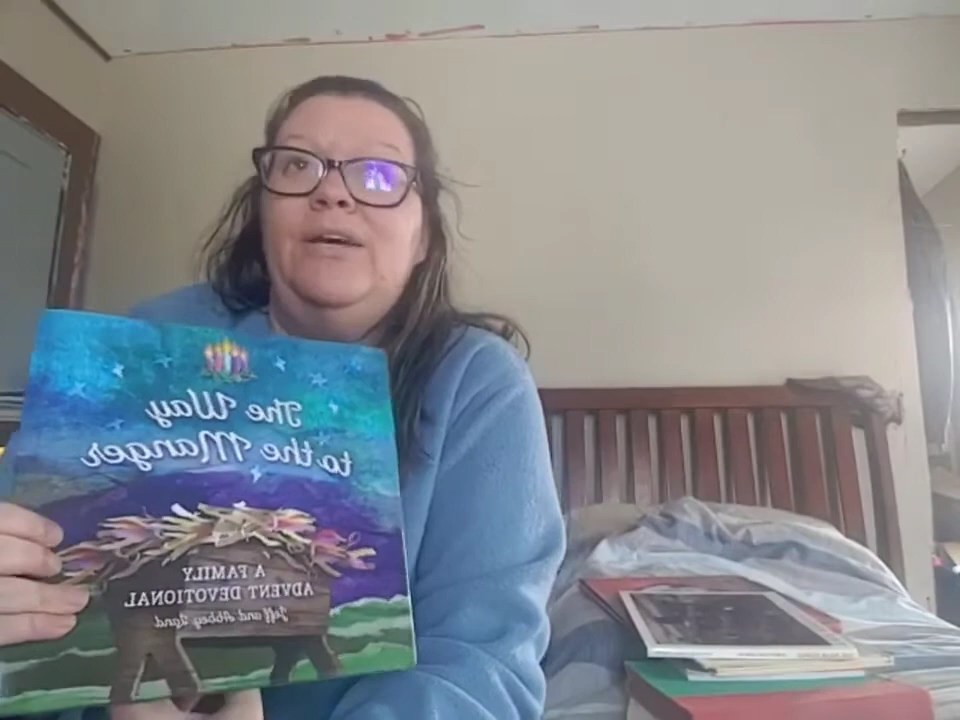 The Way
to the Manger
A FAMILY
ADVENT DEVOTIONAL
Jeff and Abbey Land